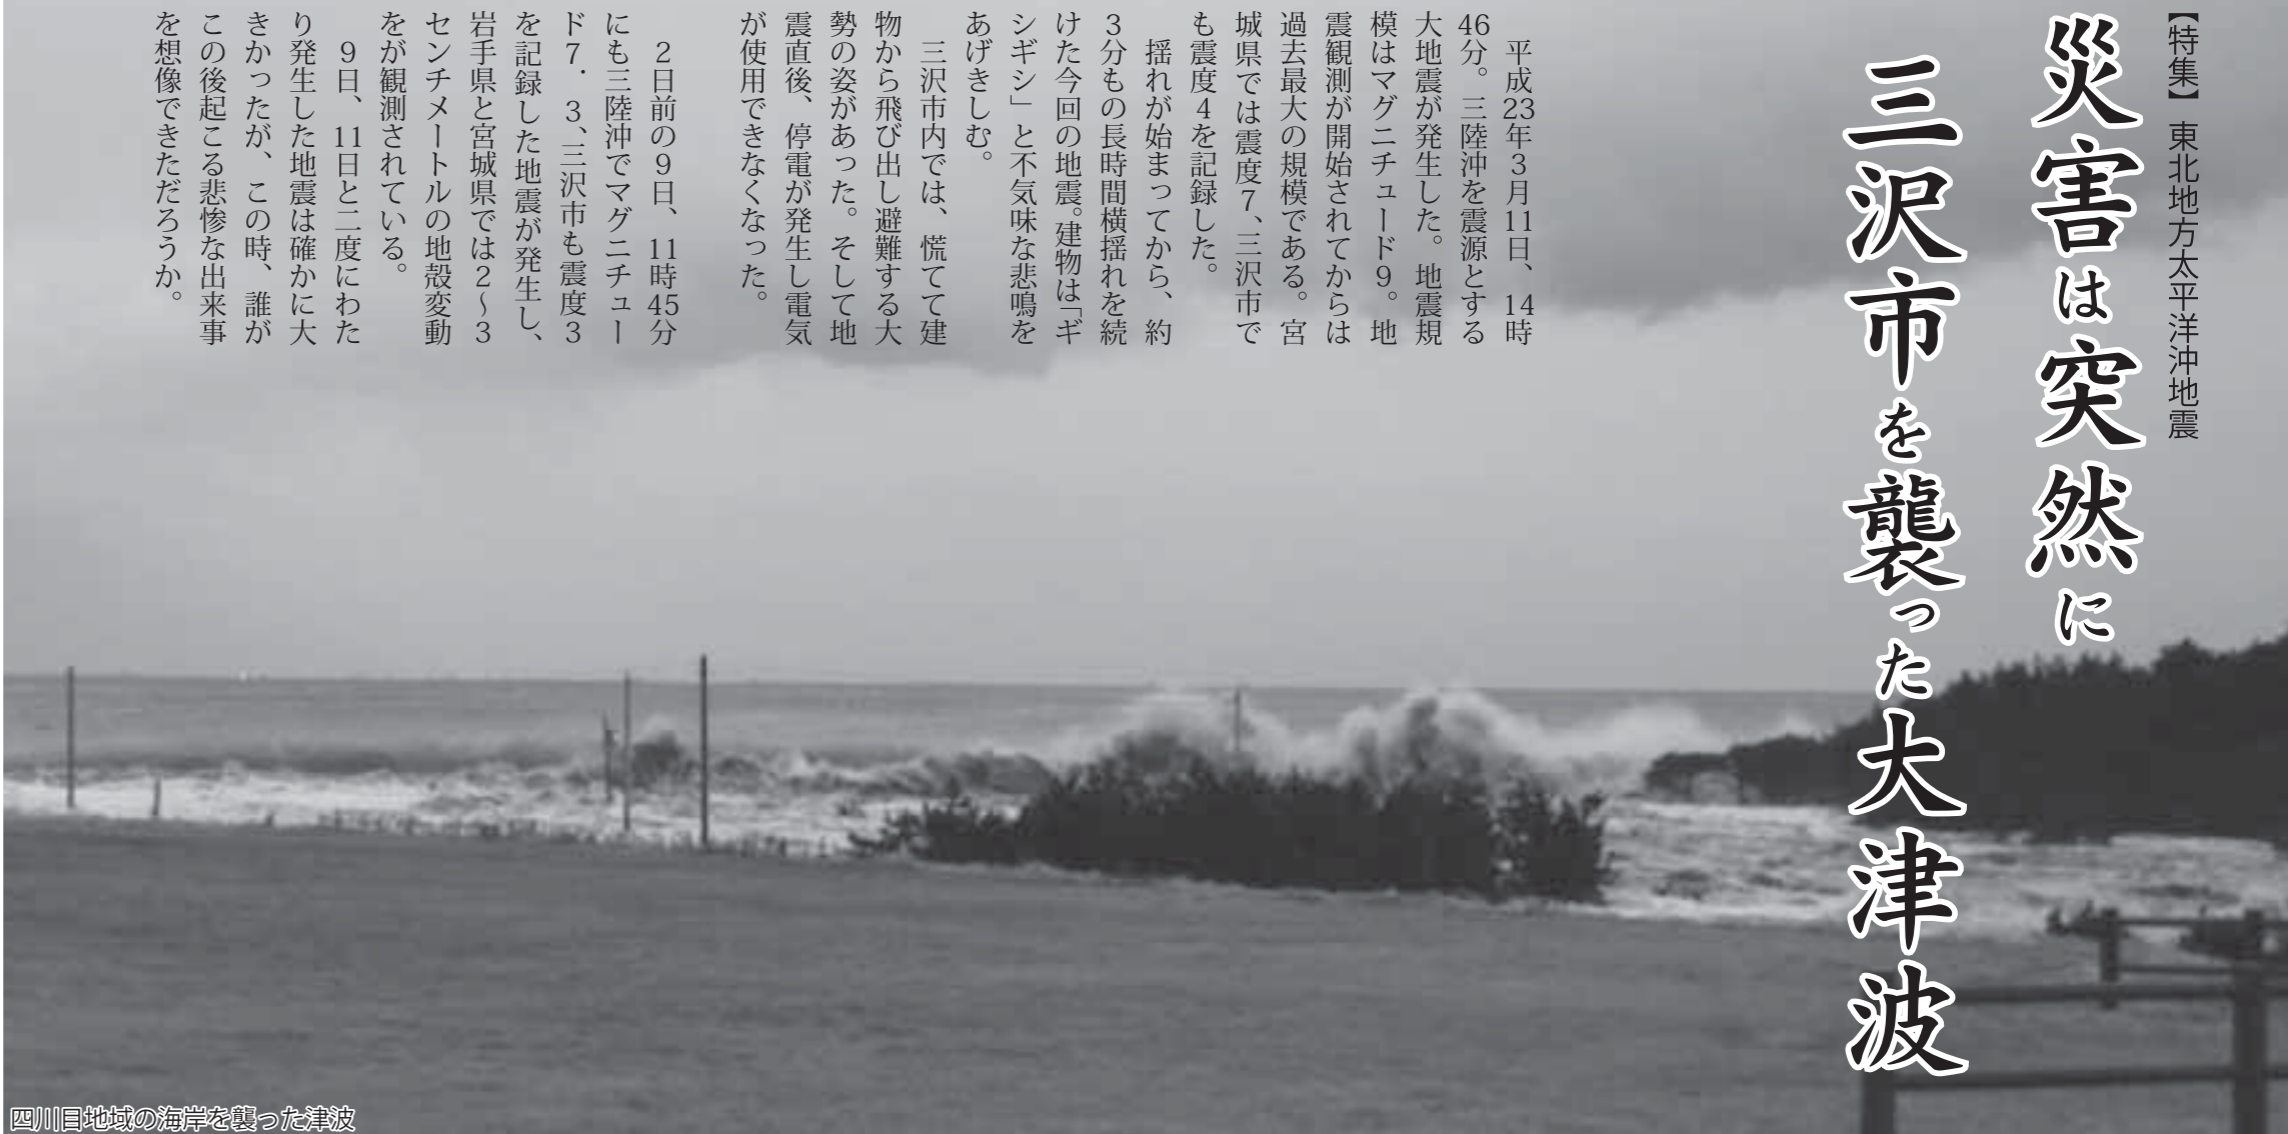 【特集】東北地方太平洋沖地震
災害は突然に
三沢市を襲った大津波
平成23年3月11日、14時
46分。三陸沖を震源とする
大地震が発生した。地震規
模はマグニチュード9。地
震観測が開始されてからは
過去最大の規模である。宮
城県では震度7、三沢市で
も震度4を記録した。
揺れが始まってから、約
3分もの長時間横揺れを続
けた今回の地震。建物は「ギ
シギシ」と不気味な悲鳴を
あげきしむ。
三沢市内では、慌てて建
物から飛び出し避難する大
勢の姿があった。そして地
震直後、停電が発生し電気
が使用できなくなった。
2日前の9日、11時45分
にも三陸沖でマグニチュー
ド7．3、三沢市も震度3
を記録した地震が発生し、
岩手県と宮城県では2～3
センチメートルの地殻変動
をが観測されている。
9日、11日と二度にわた
り発生した地震は確かに大
きかったが、この時、誰が
この後起こる悲惨な出来事
を想像できただろうか。
四川目地域の海岸を襲った津波